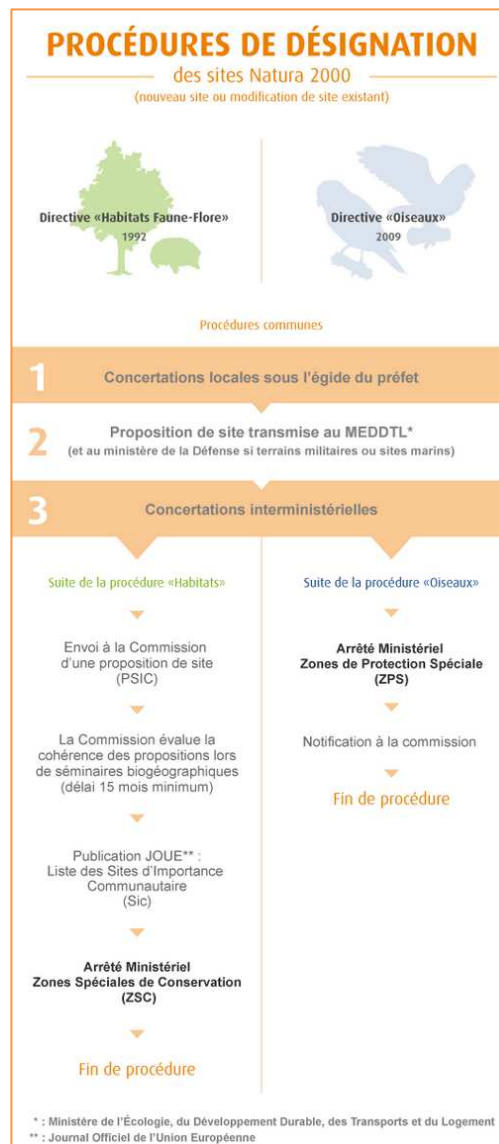 PROCÉDURES DE DÉSIGNATION
des sites Natura 2000
(nouveau site ou modification de site existant)
Directive «Habitats Faune-Flore»
1992
Directive «Oiseaux»
2009
Procédures communes
1
Concertations locales sous l'égide du préfet
2
Proposition de site transmise au MEDDTL*
(et au ministère de la Défense si terrains militaires ou sites marins)
3
Concertations interministérielles
Suite de la procédure «Habitats»
Envoi à la Commission
d'une proposition de site
(PSIC)
La Commission évalue la
cohérence des propositions lors
de séminaires biogéographiques
(délai 15 mois minimum)
Publication JOUE** :
Liste des Sites d'Importance
Communautaire
(Sic)
Arrêté Ministériel
Zones Spéciales de Conservation
(ZSC)
Fin de procédure
Suite de la procédure «Oiseaux»
Arrêté Ministériel
Zones de Protection Spéciale
(ZPS)
Notification à la commission
Fin de procédure
* : Ministère de l'Écologie, du Développement Durable, des Transports et du Logement
** : Journal Officiel de l'Union Européenne